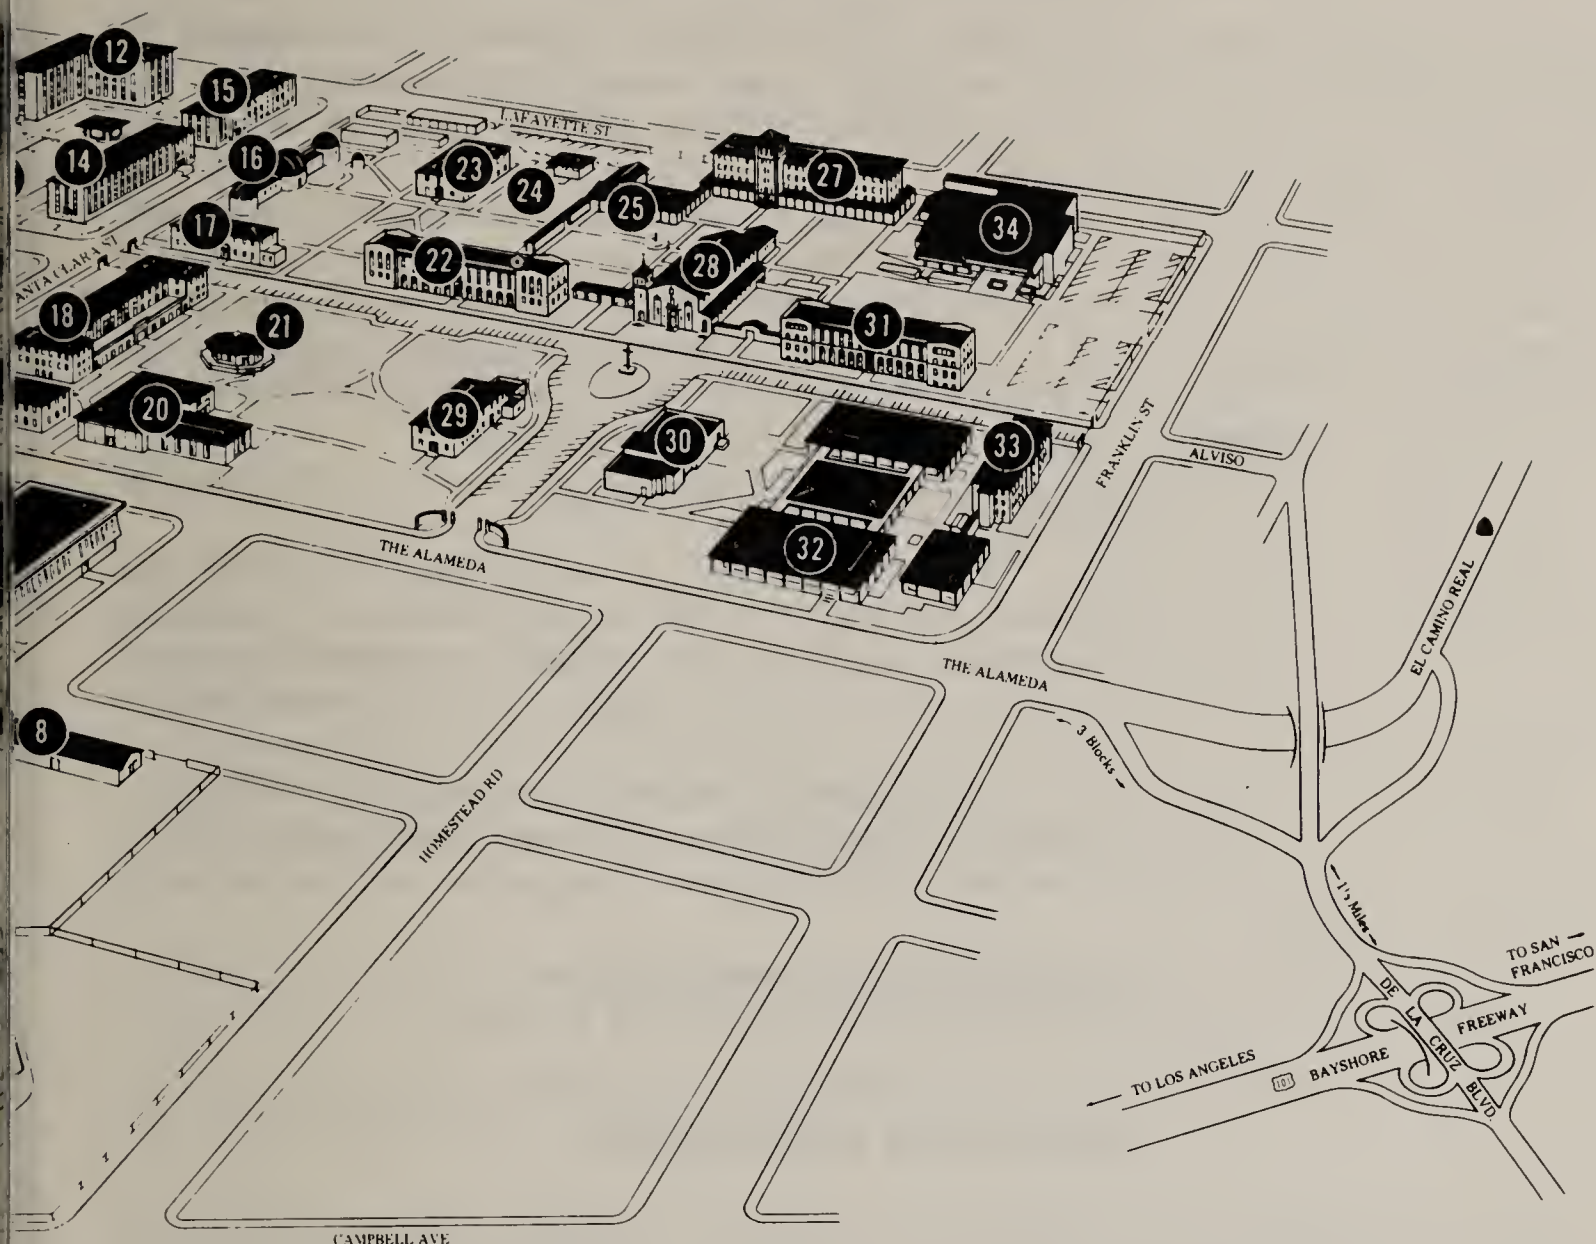 12
15
LAFAYETTE ST
14
16
23
24
27
25
34
17
22
28
SANTA CLARA ST
18
21
31
20
29
30
33
FRANKLIN ST
ALVISO
32
THE ALAMEDA
EL CAMINO REAL
THE ALAMEDA
8
← 3 Blocks →
HOMESTEAD RD
TO SAN →
FRANCISCO
DE LA CRUZ BLVD.
FREEWAY
BAYSHORE
101
← TO LOS ANGELES
CAMPBELL AVE